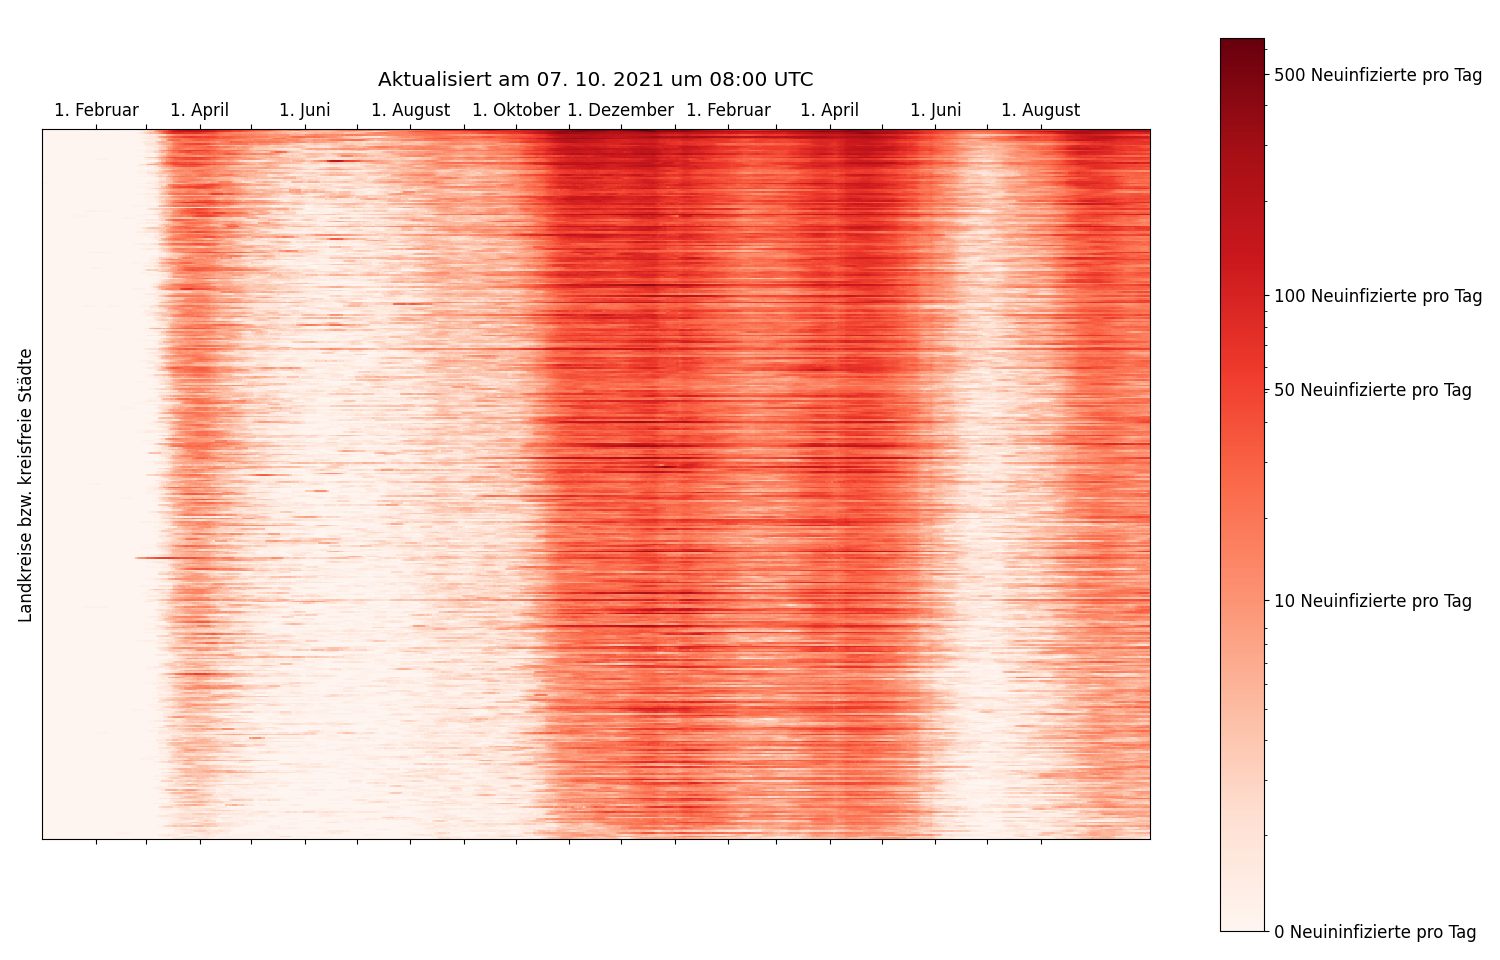 Aktualisiert am 07. 10. 2021 um 08:00 UTC
1. Februar 1. April 1. Juni 1. August 1. Oktober 1. Dezember 1. Februar 1. April 1. Juni 1. August
Landkreise bzw. kreisfreie Städte
500 Neuinfizierte pro Tag
100 Neuinfizierte pro Tag
50 Neuinfizierte pro Tag
10 Neuinfizierte pro Tag
0 Neuininfizierte pro Tag